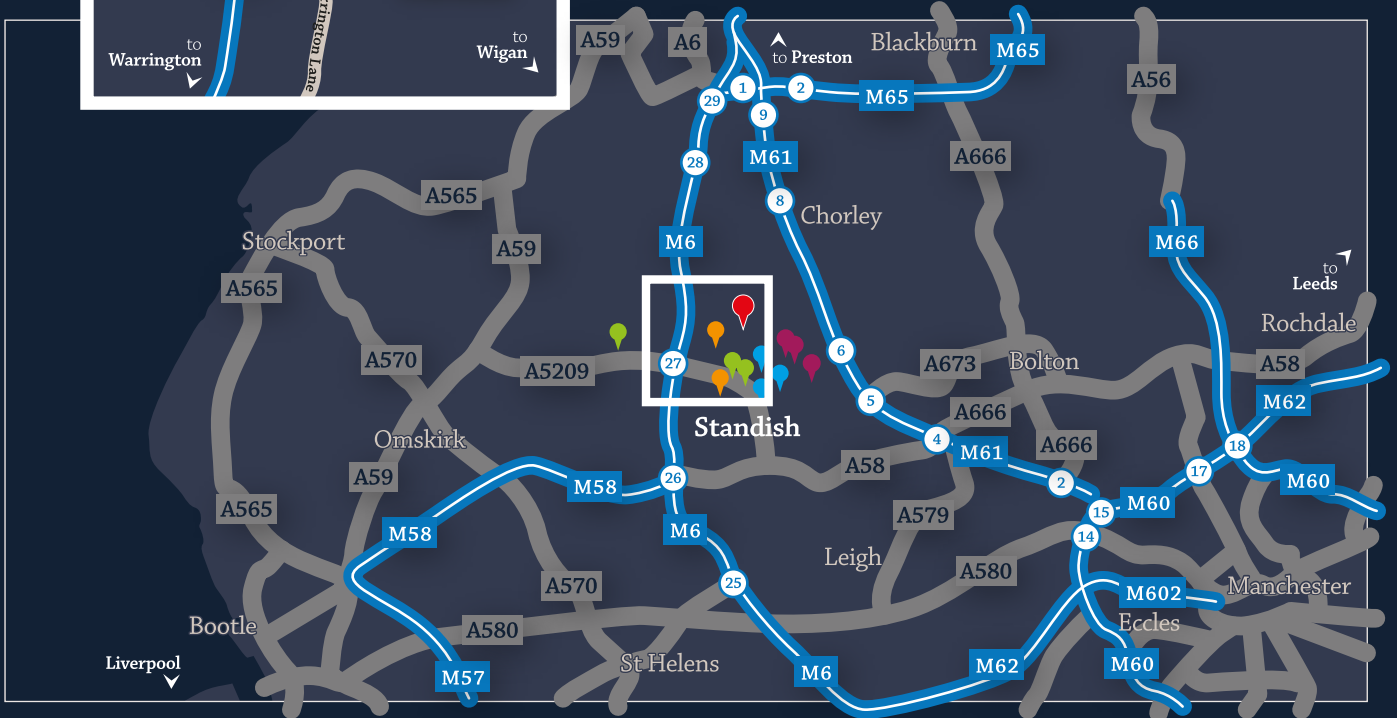 to
Warrington
rrington Lane
to
Wigan
A59
A6
to Preston
Blackburn
M65
A56
1
2
29
M65
9
28
M61
A666
A565
8
Chorley
Stockport
A59
M6
M66
to
Leeds
A565
Rochdale
A570
A5209
27
6
A673
Bolton
A58
M62
5
Standish
A666
Omskirk
4
A666
18
M61
A59
A58
17
26
M58
2
M60
A565
M60
A579
15
M58
M6
14
Leigh
A580
A570
25
M602
Manchester
Bootle
A580
Eccles
Liverpool
St Helens
M57
M6
M62
M60